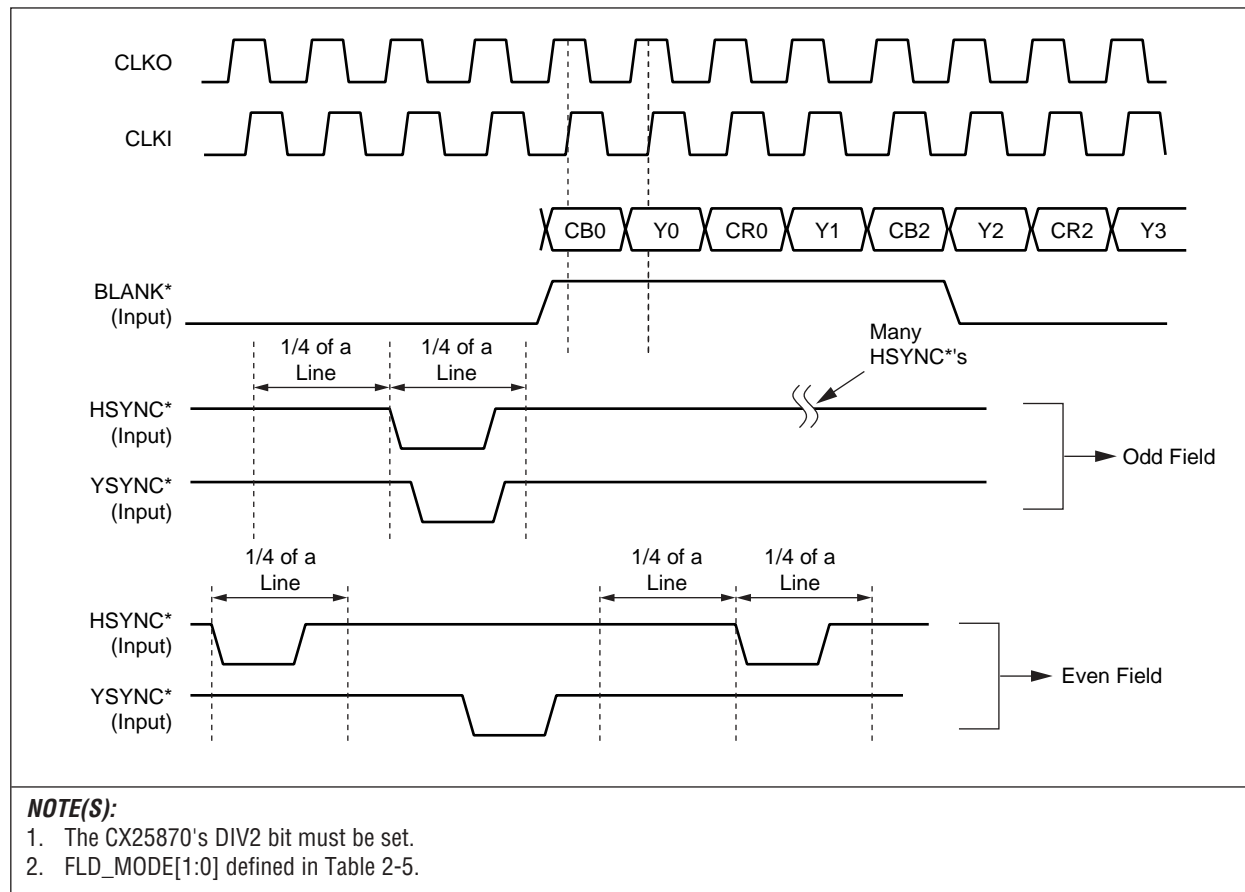 CLKO
CLKI
CB0 Y0 CR0 Y1 CB2 Y2 CR2 Y3
BLANK*
(Input)
Many
HSYNC*'s
1/4 of a
Line
1/4 of a
Line
HSYNC*
(Input)
Odd Field
YSYNC*
(Input)
1/4 of a
Line
1/4 of a
Line
1/4 of a
Line
HSYNC*
(Input)
Even Field
YSYNC*
(Input)
NOTE(S):
1. The CX25870's DIV2 bit must be set.
2. FLD_MODE[1:0] defined in Table 2-5.